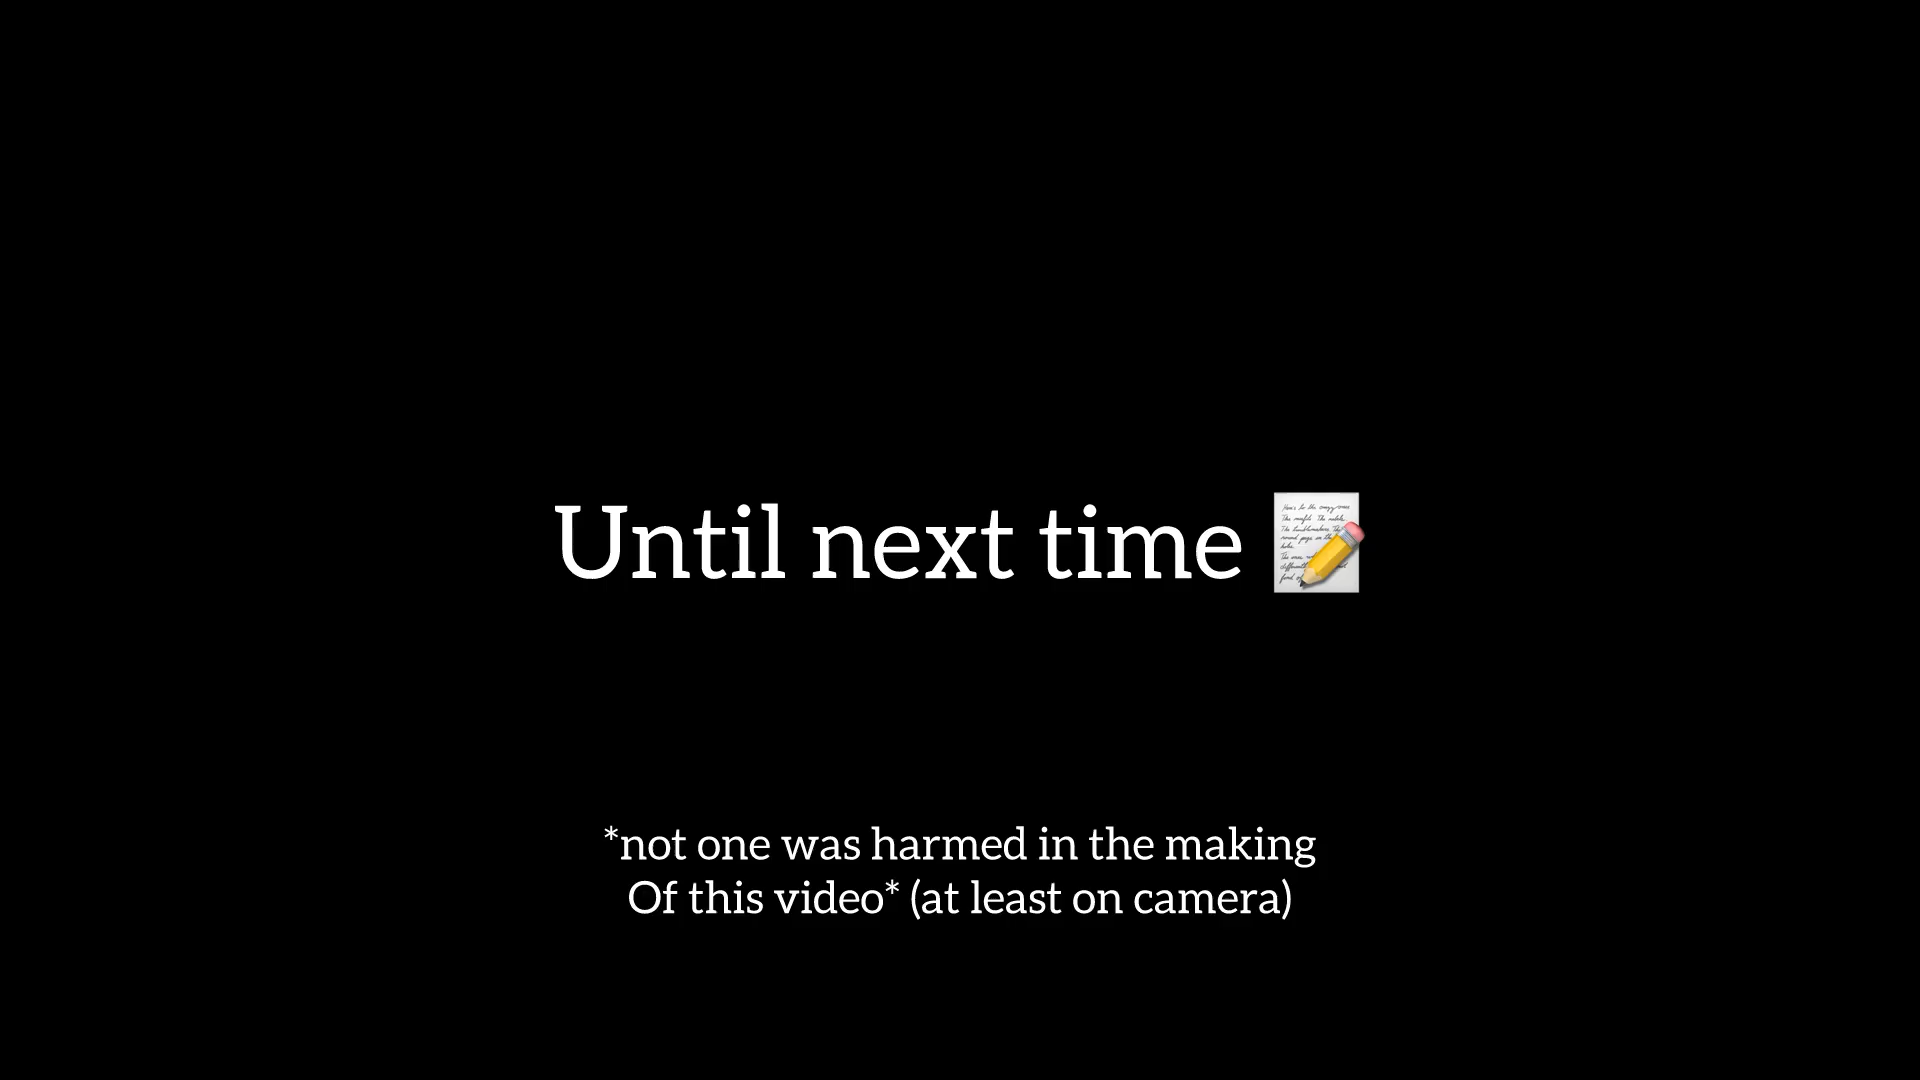 Until next time 📝
*not one was harmed in the making
Of this video* (at least on camera)